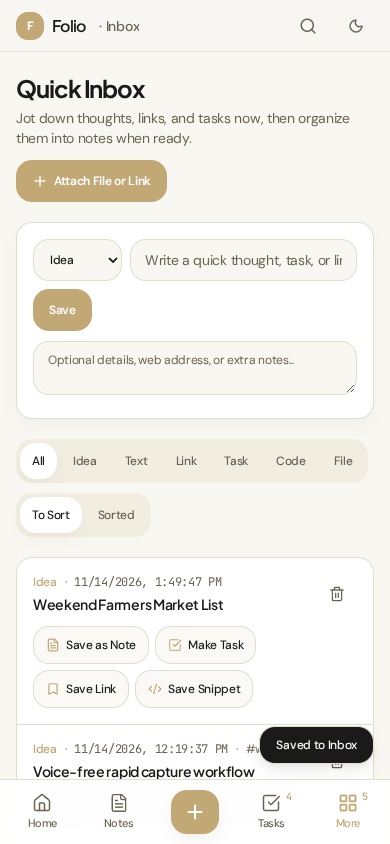 F Folio · Inbox
Quick Inbox
Jot down thoughts, links, and tasks now, then organize
them into notes when ready.
Attach File or Link
Idea Write a quick thought, task, or
Save
Optional details, web address, or extra notes...
All Idea Text Link Task Code File
To Sort Sorted
Idea · 11/14/2026, 1:49:47 PM
Weekend Farmers Market List
Save as Note Make Task
Save Link Save Snippet
Idea · 11/14/2026, 12:19:37 PM ·
Saved to Inbox
Voice-free rapid capture workflow
4 5
Home Notes Tasks More